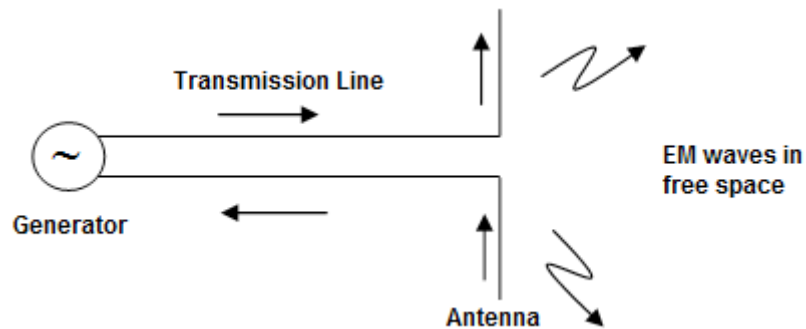 Transmission Line
~
EM waves in
free space
Generator
Antenna